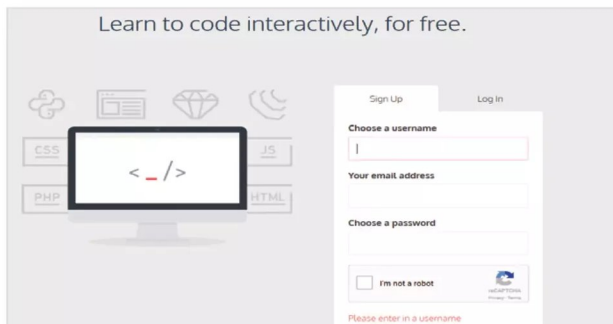 Learn to code interactively, for free.
Sign Up
Log In
Choose a username
CSS
JS
< _ />
Your email address
PHP
HTML
Choose a password
I'm not a robot
reCAPTCHA
Privacy - Terms
Please enter in a username